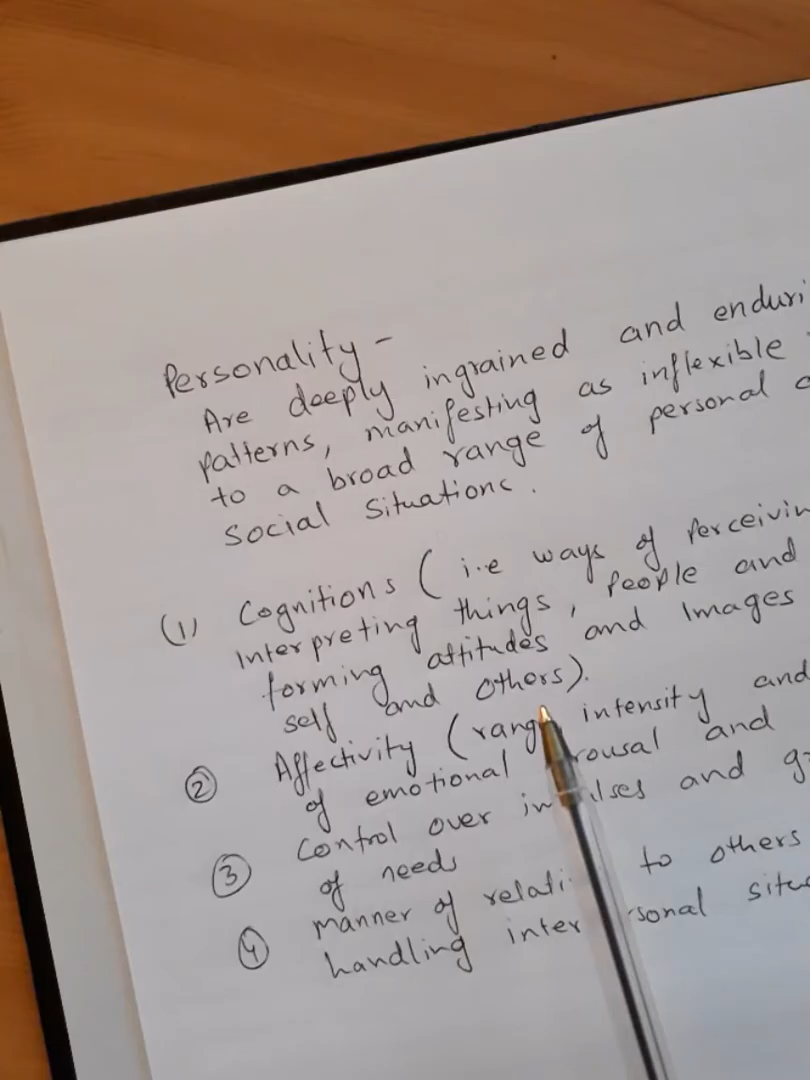 Personality -
Are deeply ingrained and enduri
patterns, manifesting as inflexible
to a broad range of personal
Social Situations.
(1) Cognitions (i.e ways of Perceivin
Interpreting things, People and
forming attitudes and Images
self and others).
(2) Affectivity (rang intensity and
of emotional rousal and
(3) Control over im ulses and g
of needs
(4) manner of relati to others
handling inter sonal situ